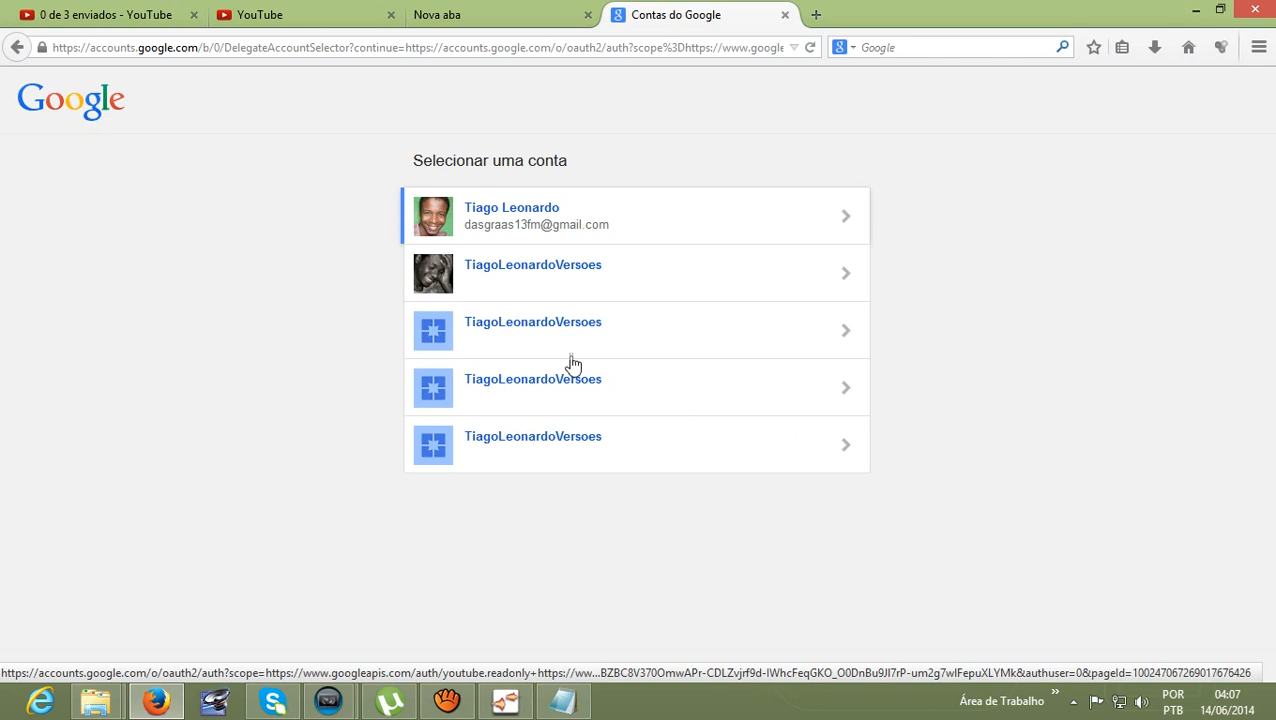 0 de 3 enviados - YouTube
YouTube
Nova aba
Contas do Google
https://accounts.google.com/b/0/DelegateAccountSelector?continue=https://accounts.google.com/o/oauth2/auth?scope%3Dhttps://www.google
Google
Google
Selecionar uma conta
Tiago Leonardo
dasgraas13fm@gmail.com
TiagoLeonardoVersoes
TiagoLeonardoVersoes
TiagoLeonardoVersoes
TiagoLeonardoVersoes
https://accounts.google.com/o/oauth2/auth?scope=https://www.googleapis.com/auth/youtube.readonly+https://ww...BZBC8V370OmwAPr-CDLZvjrf9d-IWhcFeqGKO_O0DnBu9JI7rP-um2g7wIFepuXLYMk&authuser=0&pageId=100247067269017676426
Área de Trabalho
POR
PTB
04:07
14/06/2014